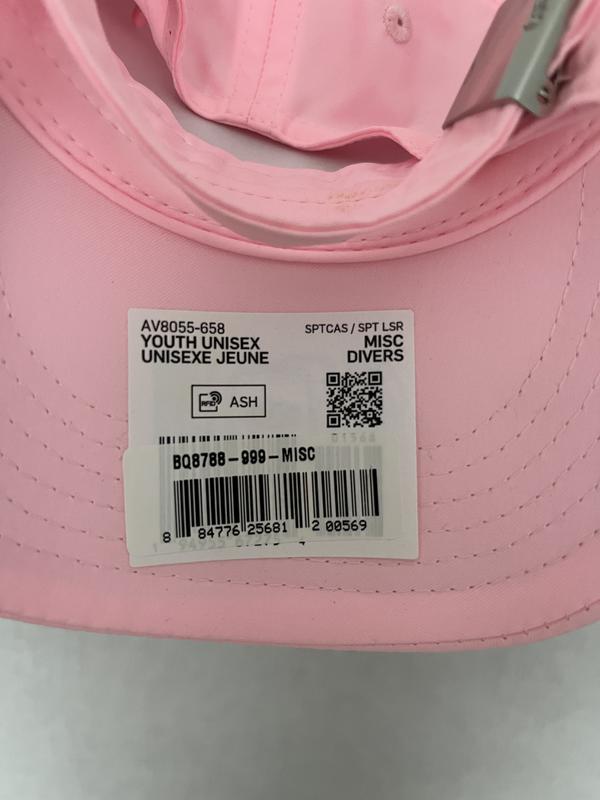 AV8055-658
YOUTH UNISEX
UNISEXE JEUNE
SPTCAS / SPT LSR
MISC
DIVERS
RFID
ASH
BQ8788-999-MISC
8 84776 25681 2 00569